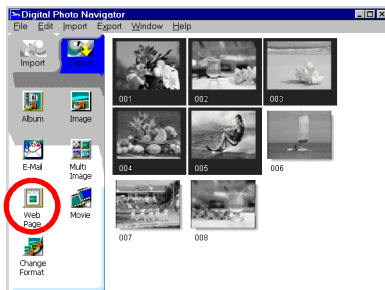 Digital Photo Navigator
File Edit Import Export Window Help
Import Export
001 002 003
Album Image
004 005 006
E-Mail Multi Image
Web Page Movie
007 008
Change Format